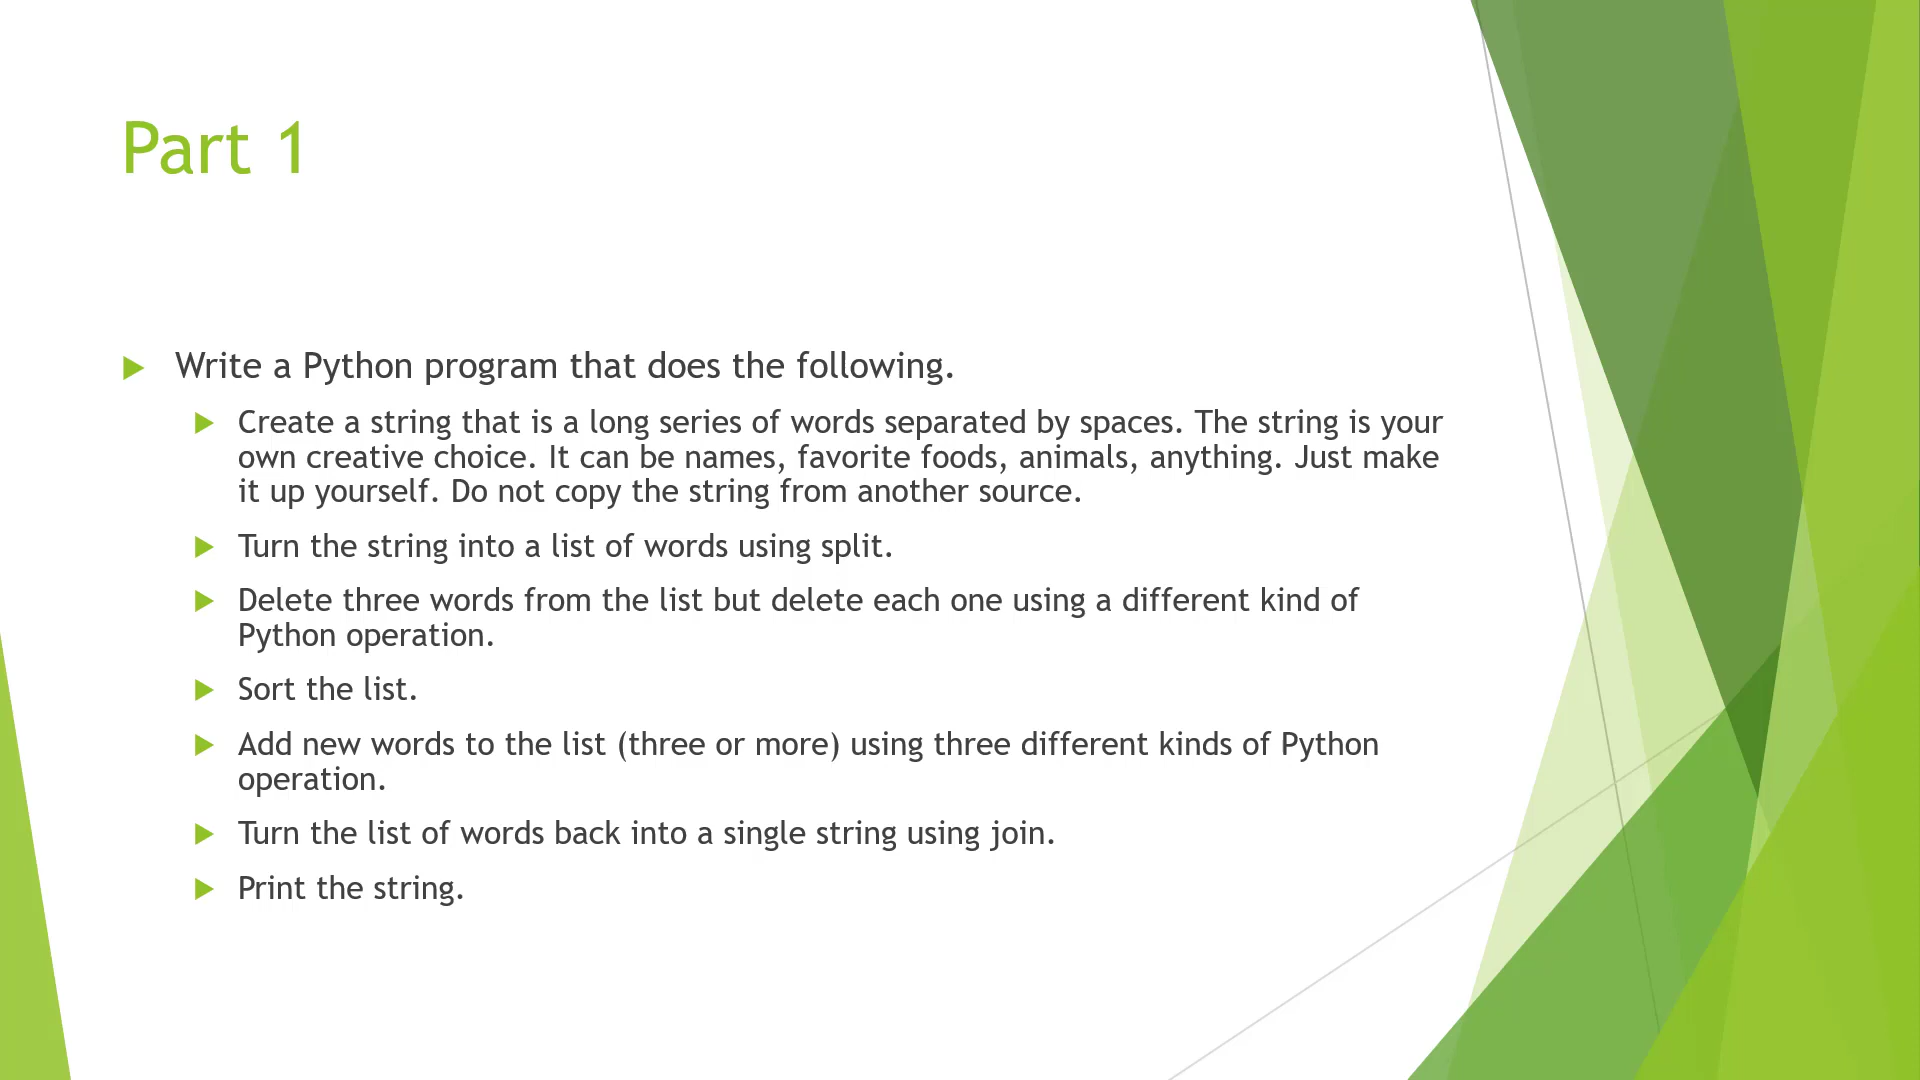 Part 1
Write a Python program that does the following.
Create a string that is a long series of words separated by spaces. The string is your
own creative choice. It can be names, favorite foods, animals, anything. Just make
it up yourself. Do not copy the string from another source.
Turn the string into a list of words using split.
Delete three words from the list but delete each one using a different kind of
Python operation.
Sort the list.
Add new words to the list (three or more) using three different kinds of Python
operation.
Turn the list of words back into a single string using join.
Print the string.